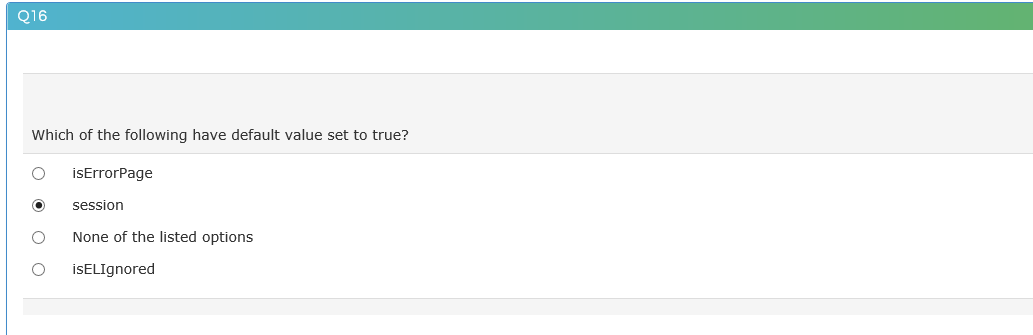 Q16
Which of the following have default value set to true?
isErrorPage
session
None of the listed options
isELIgnored